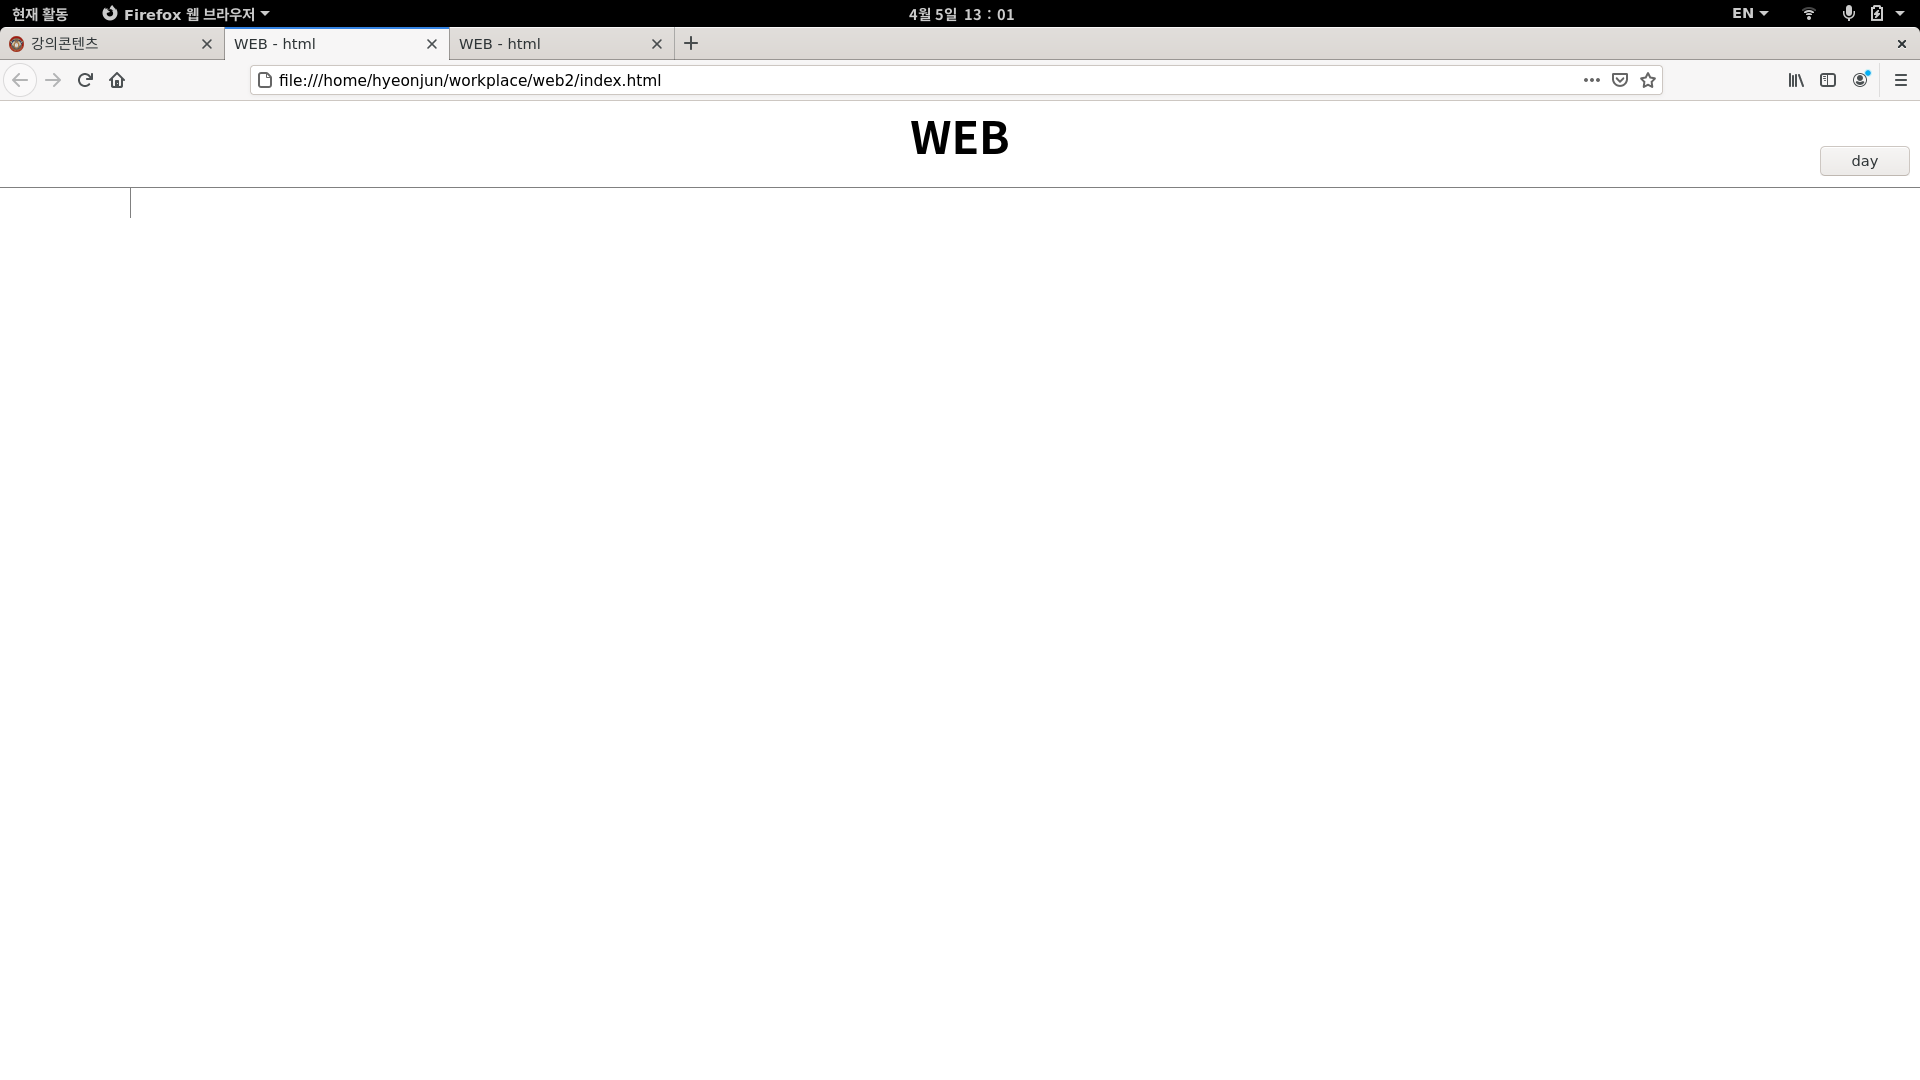 현재 활동 Firefox 웹 브라우저 4월 5일 13 : 01 EN
강의콘텐츠 WEB - html WEB - html
file:///home/hyeonjun/workplace/web2/index.html
WEB
day